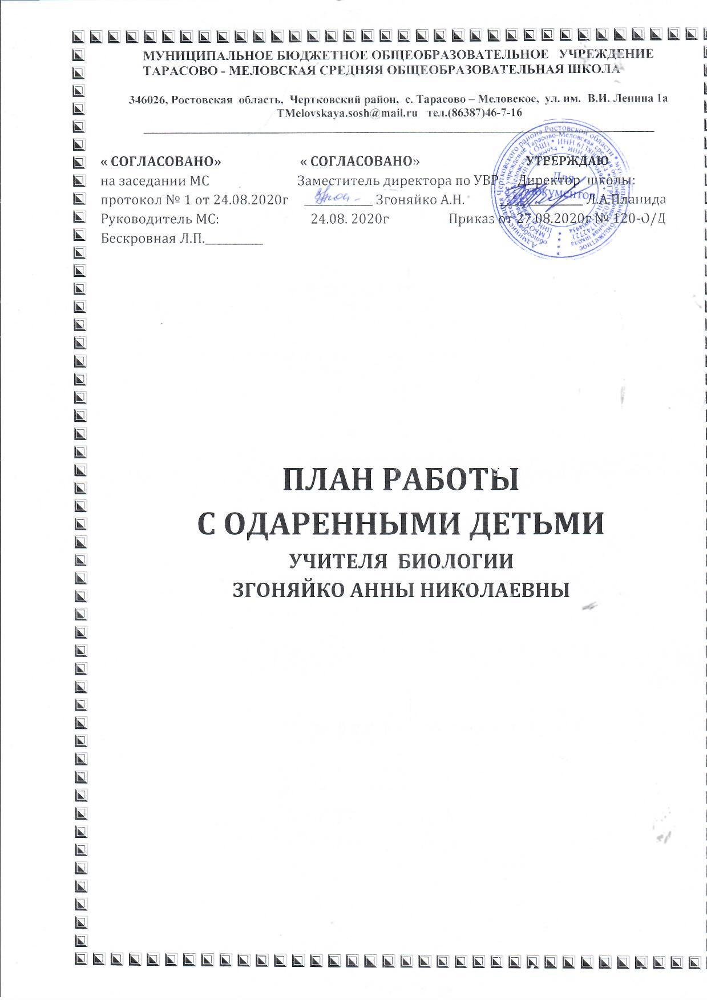 МУНИЦИПАЛЬНОЕ БЮДЖЕТНОЕ ОБЩЕОБРАЗОВАТЕЛЬНОЕ УЧРЕЖДЕНИЕ
ТАРАСОВО - МЕЛОВСКАЯ СРЕДНЯЯ ОБЩЕОБРАЗОВАТЕЛЬНАЯ ШКОЛА
346026, Ростовская область, Чертковский район, с. Тарасово – Меловское, ул. им. В.И. Ленина 1а
TMelovskaya.sosh@mail.ru тел.(86387)46-7-16
« СОГЛАСОВАНО» « СОГЛАСОВАНО» УТВЕРЖДАЮ
на заседании МС Заместитель директора по УВР Директор школы:
протокол № 1 от 24.08.2020г __________ Згоняйко А.Н. ____________ Л.А.Планида
Руководитель МС: 24.08. 2020г Приказ от 27.08.2020г № 120-О/Д
Бескровная Л.П.________
Для
документов
ПЛАН РАБОТЫ
С ОДАРЕННЫМИ ДЕТЬМИ
УЧИТЕЛЯ БИОЛОГИИ
ЗГОНЯЙКО АННЫ НИКОЛАЕВНЫ